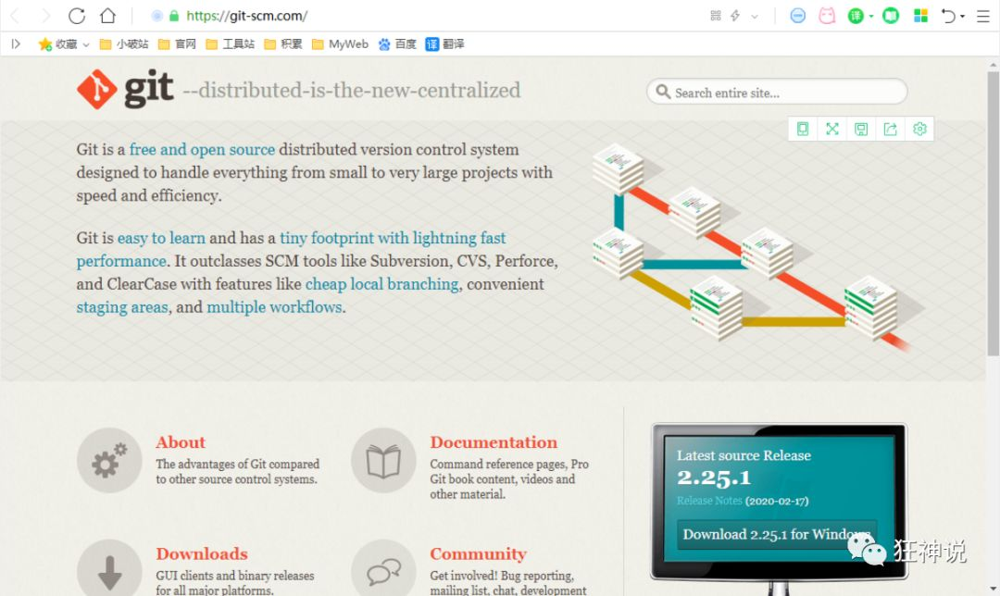 https://git-scm.com/
收藏 小破站 官网 工具站 积累 MyWeb 百度 译 翻译
git --distributed-is-the-new-centralized
Search entire site...
Git is a free and open source distributed version control system
designed to handle everything from small to very large projects with
speed and efficiency.
Git is easy to learn and has a tiny footprint with lightning fast
performance. It outclasses SCM tools like Subversion, CVS, Perforce,
and ClearCase with features like cheap local branching, convenient
staging areas, and multiple workflows.
About
The advantages of Git compared
to other source control systems.
Documentation
Command reference pages, Pro
Git book content, videos and
other material.
Downloads
GUI clients and binary releases
for all major platforms.
Community
Get involved! Bug reporting,
mailing list, chat, development
Latest source Release
2.25.1
Release Notes (2020-02-17)
Download 2.25.1 for Windows
狂神说